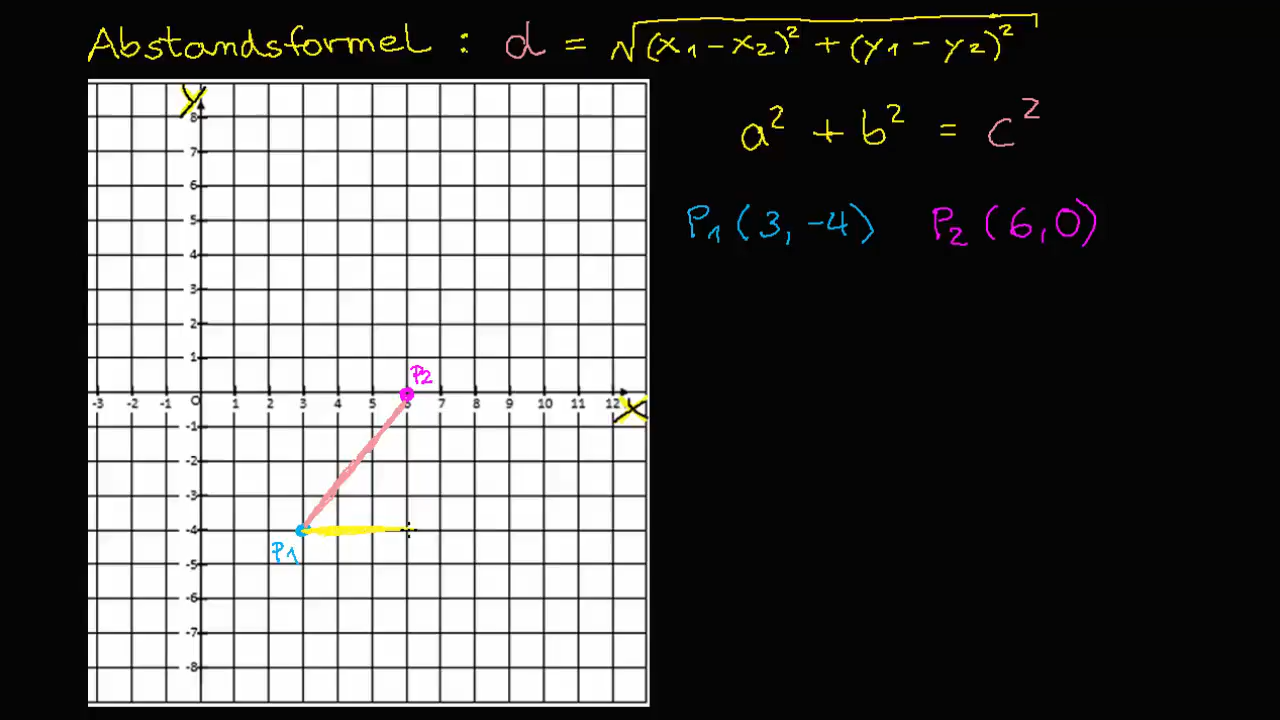 Abstandsformel : d = √(x₁ − x₂)² + (y₁ − y₂)²
a² + b² = c²
P₁ (3, −4) P₂ (6, 0)
y
8
7
6
5
4
3
2
1
P₂
-3 -2 -1 O 1 2 3 4 5 6 7 8 9 10 11 12 x
-1
-2
-3
-4
P₁
-5
-6
-7
-8